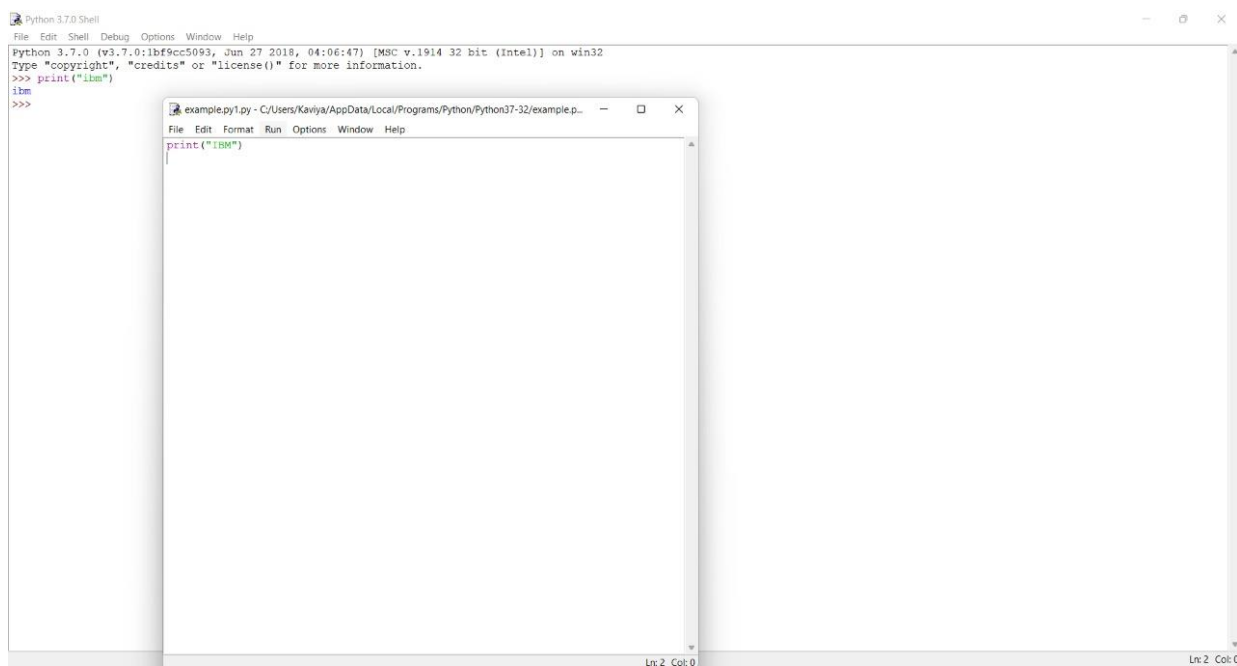 Python 3.7.0 Shell
File Edit Shell Debug Options Window Help
Python 3.7.0 (v3.7.0:1bf9cc5093, Jun 27 2018, 04:06:47) [MSC v.1914 32 bit (Intel)] on win32
Type "copyright", "credits" or "license()" for more information.
>>> print("ibm")
ibm
>>>
example.py1.py - C:/Users/Kaviya/AppData/Local/Programs/Python/Python37-32/example.p...
File Edit Format Run Options Window Help
print("IBM")
Ln: 2 Col: 0
Ln: 2 Col: 0